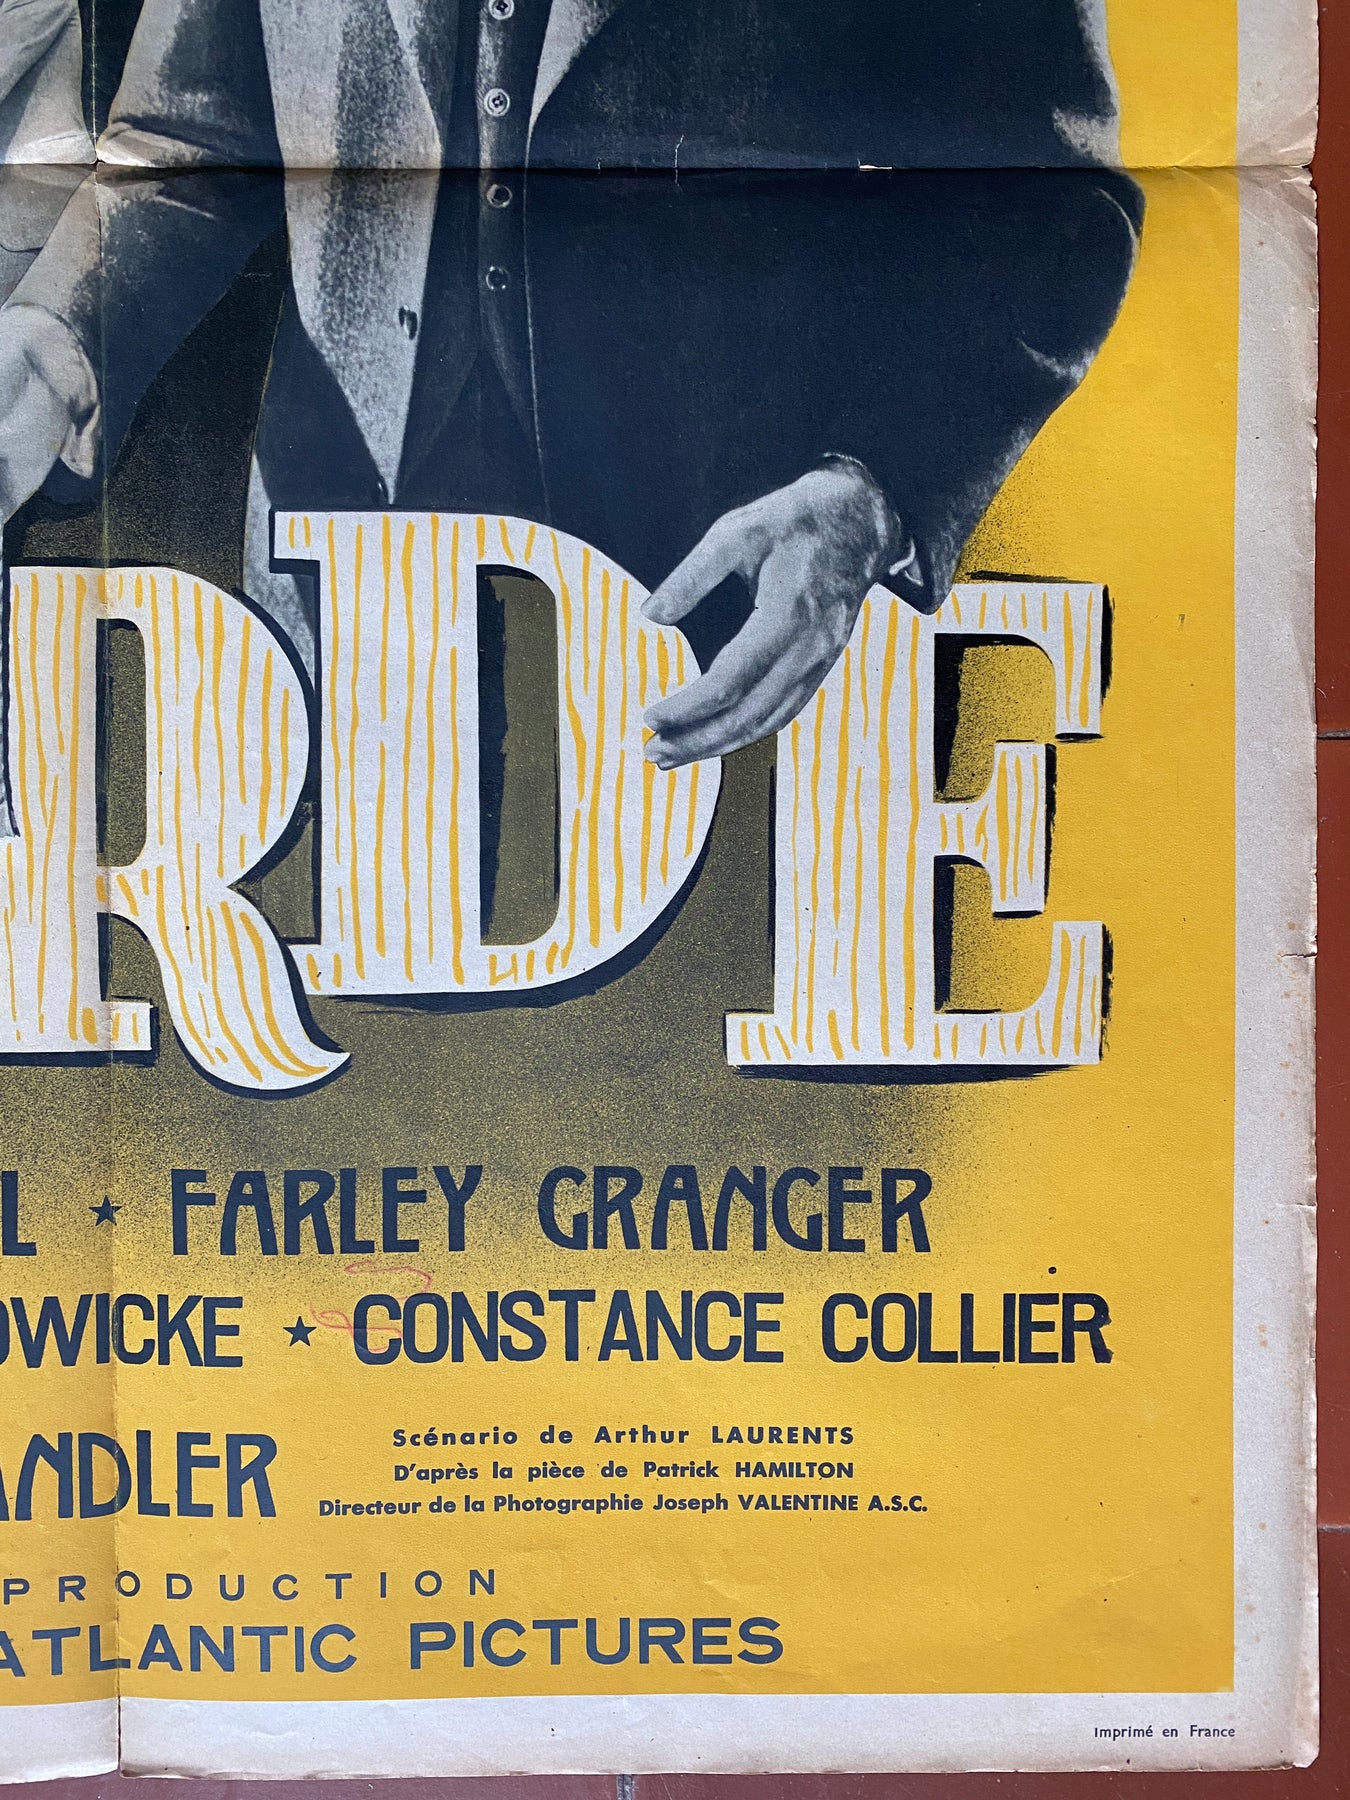 RDE
L ★ FARLEY GRANGER
DWICKE ★ CONSTANCE COLLIER
ANDLER
Scénario de Arthur LAURENTS
D'après la pièce de Patrick HAMILTON
Directeur de la Photographie Joseph VALENTINE A.S.C.
PRODUCTION
ATLANTIC PICTURES
Imprimé en France